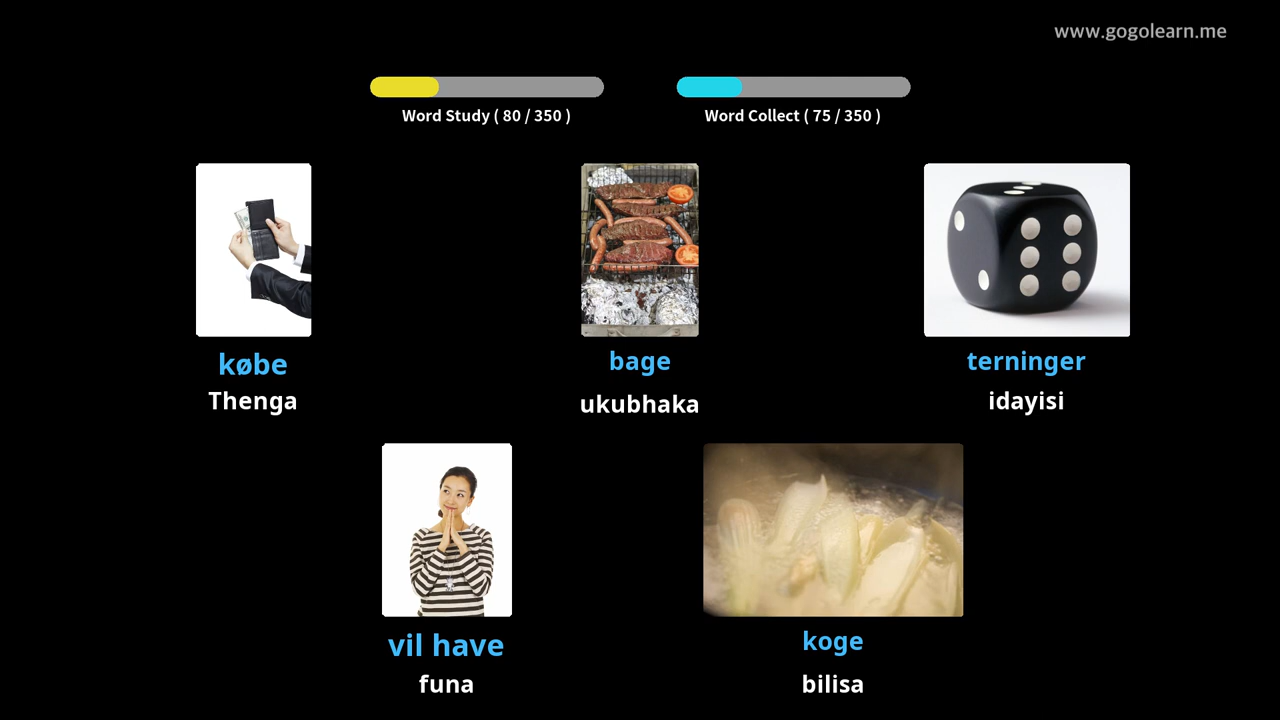 www.gogolearn.me
Word Study ( 80 / 350 )
Word Collect ( 75 / 350 )
købe
Thenga
bage
ukubhaka
terninger
idayisi
vil have
funa
koge
bilisa